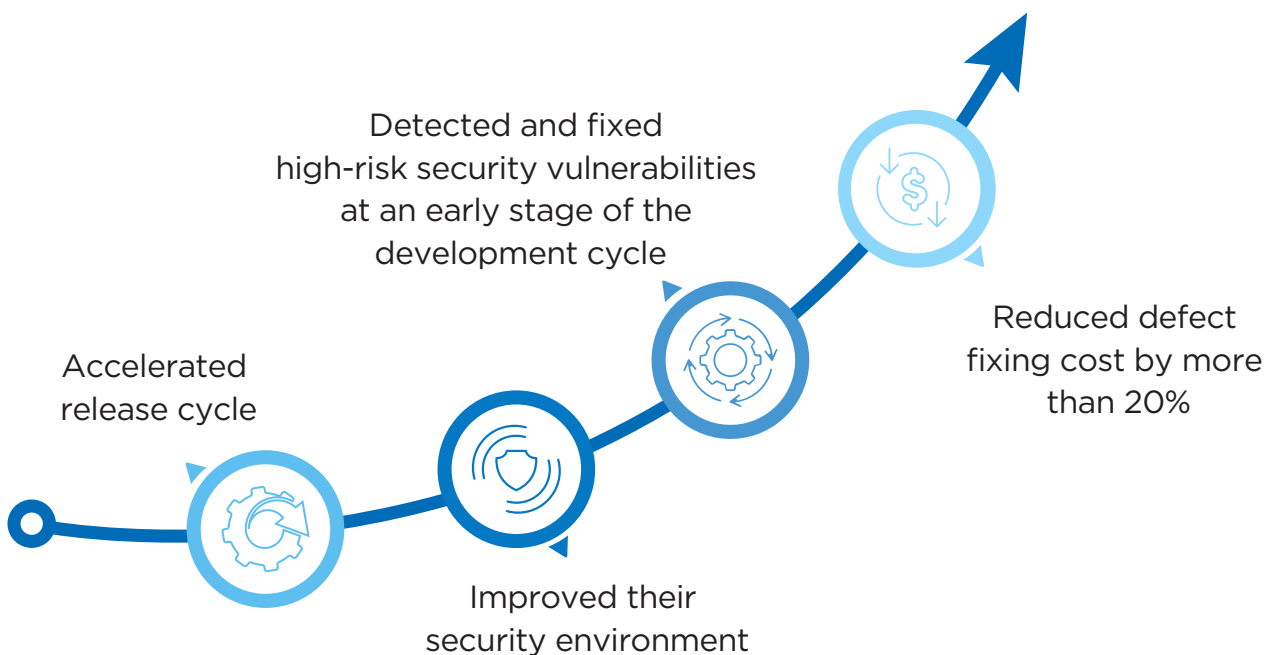 Accelerated
release cycle
Improved their
security environment
Detected and fixed
high-risk security vulnerabilities
at an early stage of the
development cycle
$
Reduced defect
fixing cost by more
than 20%